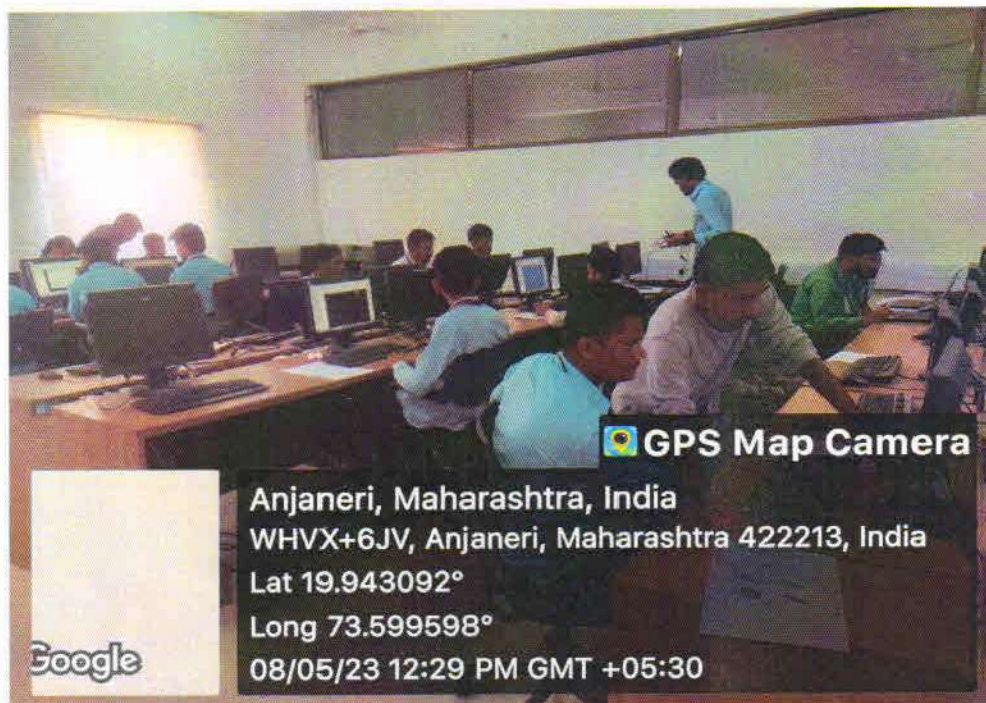 GPS Map Camera
Anjaneri, Maharashtra, India
WHVX+6JV, Anjaneri, Maharashtra 422213, India
Lat 19.943092°
Long 73.599598°
08/05/23 12:29 PM GMT +05:30
Google